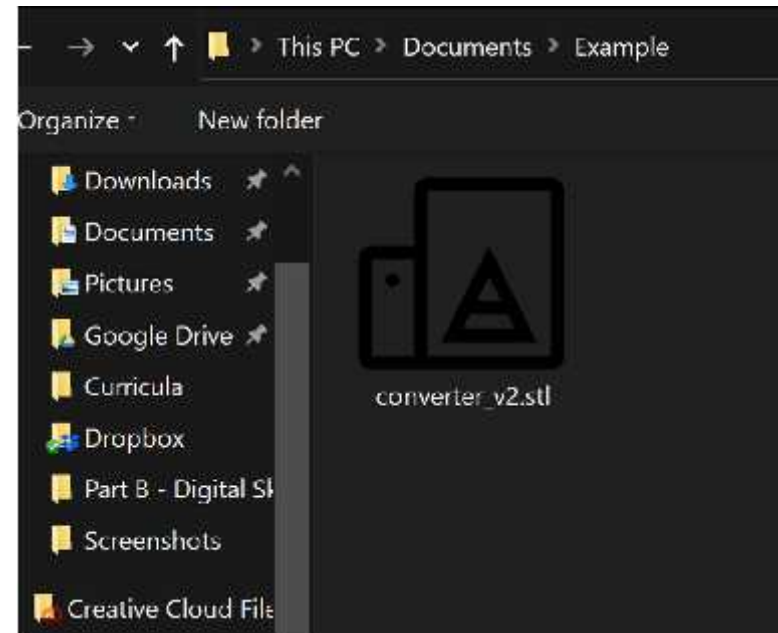 This PC > Documents > Example
Organize
New folder
Downloads
Documents
Pictures
Google Drive
Curricula
Dropbox
Part B - Digital Sk
Screenshots
Creative Cloud File
converter_v2.stl